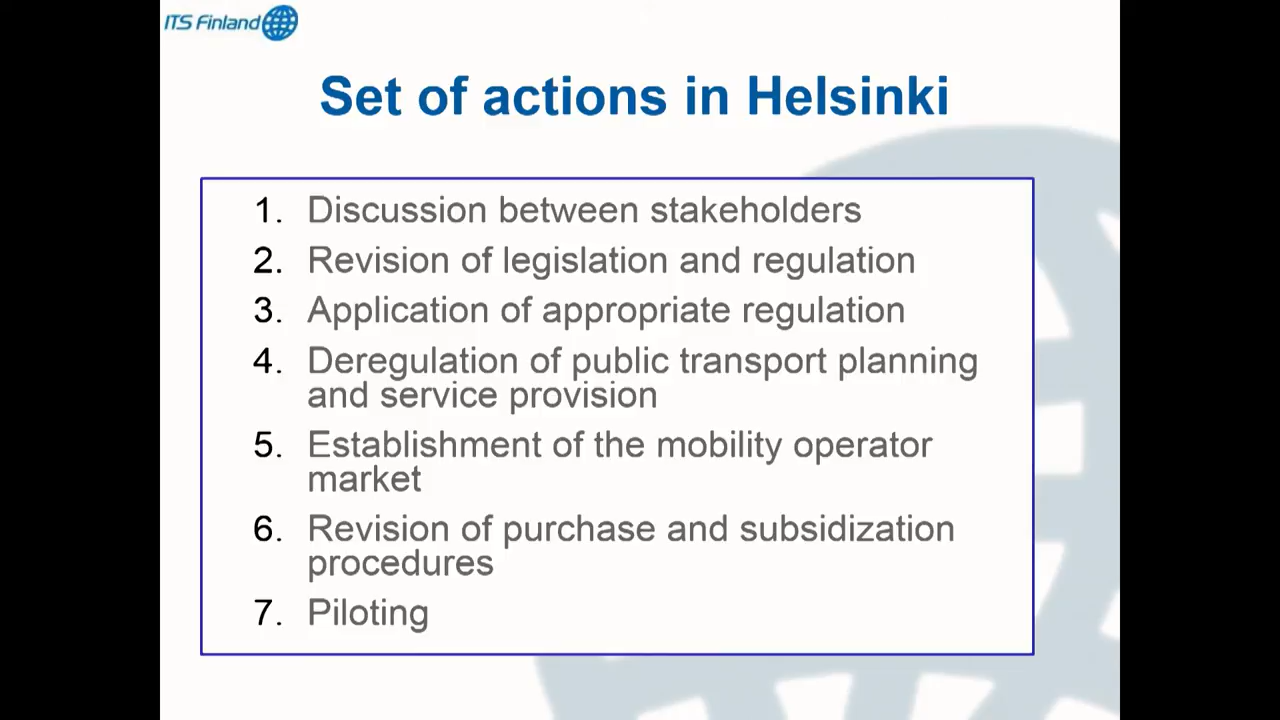 ITS Finland
Set of actions in Helsinki
1. Discussion between stakeholders
2. Revision of legislation and regulation
3. Application of appropriate regulation
4. Deregulation of public transport planning
and service provision
5. Establishment of the mobility operator
market
6. Revision of purchase and subsidization
procedures
7. Piloting